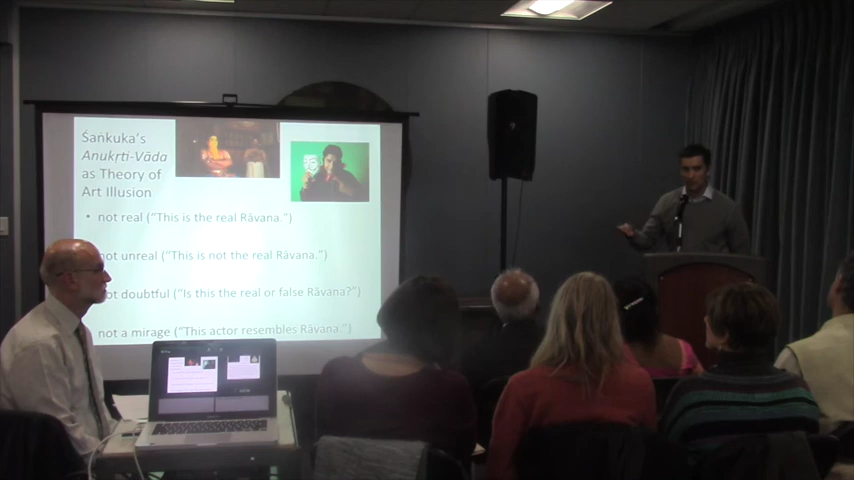 Śaṅkuka's
Anukṛti-Vāda
as Theory of
Art Illusion
• not real ("This is the real Rāvana.")
not unreal ("This is not the real Rāvana.")
not doubtful ("Is this the real or false Rāvana?")
not a mirage ("This actor resembles Rāvana.")